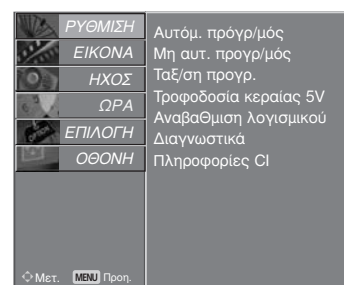 ΡΥΘΜΙΣΗ
ΕΙΚΟΝΑ
ΗΧΟΣ
ΩΡΑ
ΕΠΙΛΟΓΗ
ΟΘΟΝΗ
Αυτόμ. πρόγρ/μός
Μη αυτ. προγρ/μός
Ταξ/ση προγρ.
Τροφοδοσία κεραίας 5V
ΑναβαΘμιση λογισμικού
Διαγνωστικά
Πληροφορίες CI
Μετ. MENU Προη.